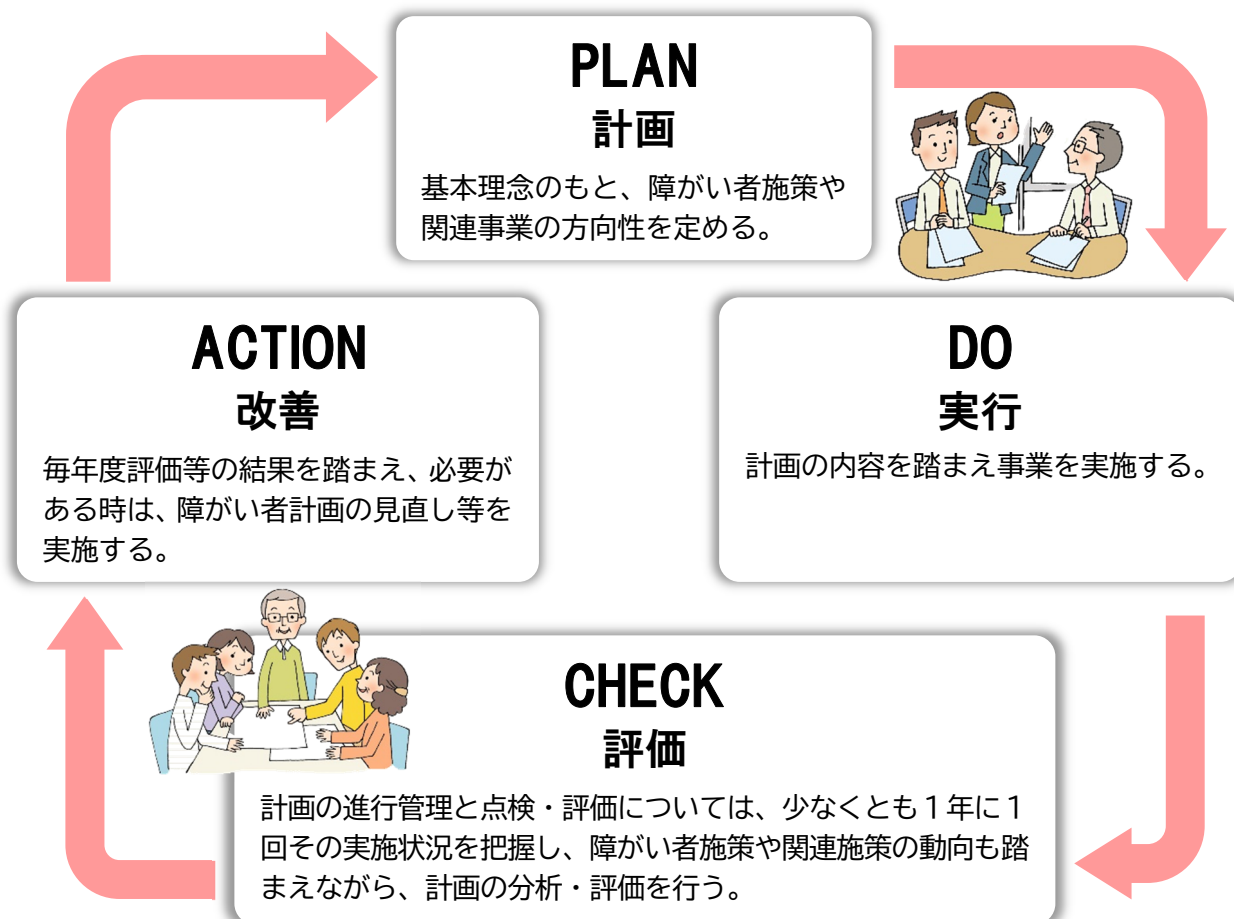 PLAN
計画
基本理念のもと、障がい者施策や
関連事業の方向性を定める。
ACTION
改善
毎年度評価等の結果を踏まえ、必要が
ある時は、障がい者計画の見直し等を
実施する。
DO
実行
計画の内容を踏まえ事業を実施する。
CHECK
評価
計画の進行管理と点検・評価については、少なくとも１年に１
回その実施状況を把握し、障がい者施策や関連施策の動向も踏
まえながら、計画の分析・評価を行う。